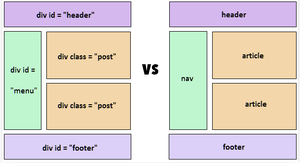 div id = "header"
div id =
"menu"
div class = "post"
div class = "post"
div id = "footer"
VS
header
nav
article
article
footer